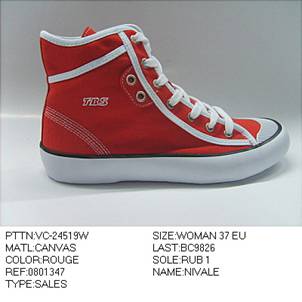 TBS
PTTN:VC-24519W
MATL:CANVAS
COLOR:ROUGE
REF:0801347
TYPE:SALES
SIZE:WOMAN 37 EU
LAST:BC9826
SOLE:RUB 1
NAME:NIVALE